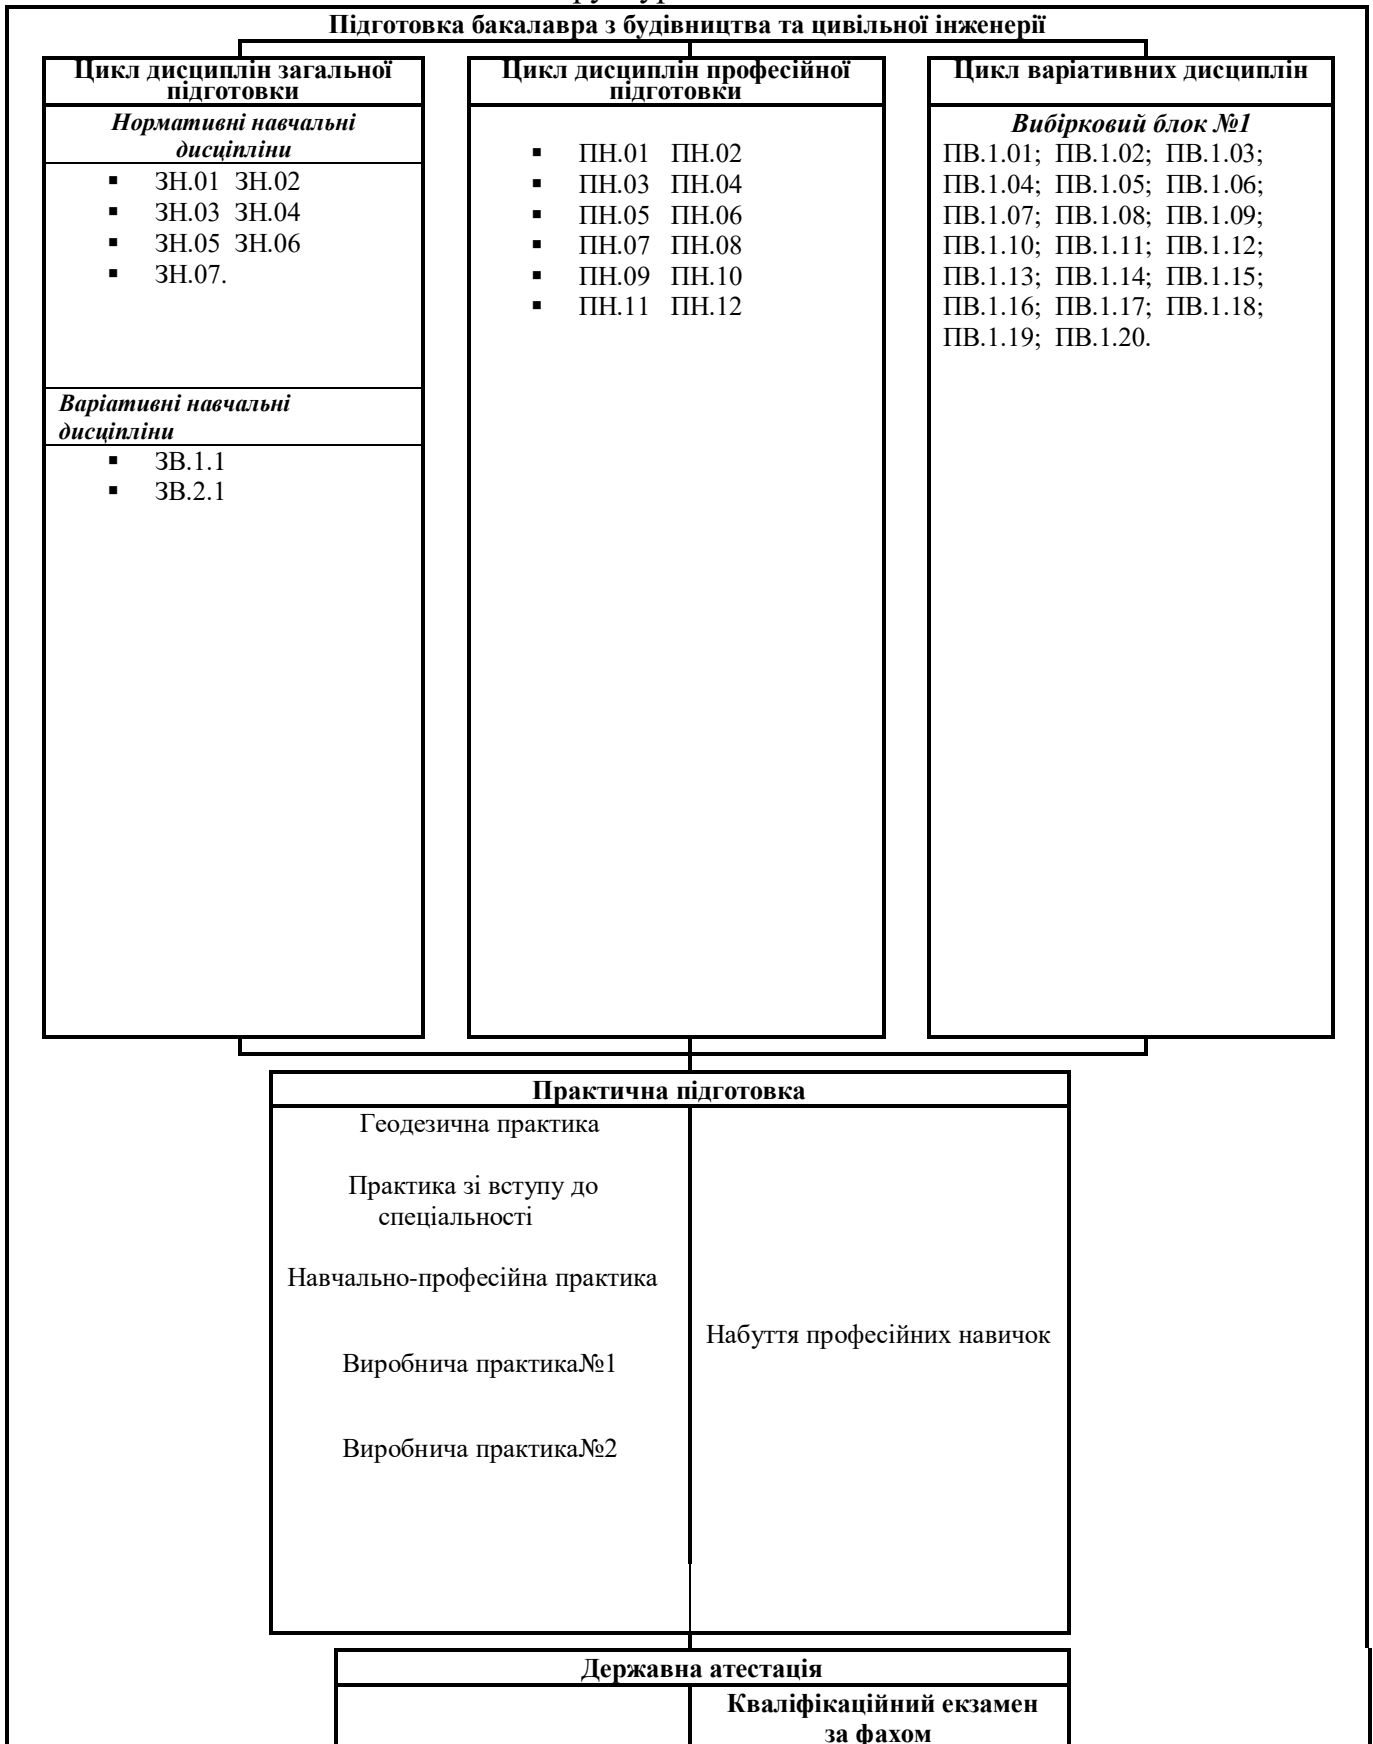 Підготовка бакалавра з будівництва та цивільної інженерії
Цикл дисциплін загальної
підготовки
Нормативні навчальні
дисціпліни
▪ ЗН.01 ЗН.02
▪ ЗН.03 ЗН.04
▪ ЗН.05 ЗН.06
▪ ЗН.07.
Варіативні навчальні
дисціпліни
▪ ЗВ.1.1
▪ ЗВ.2.1
Цикл дисциплін професійної
підготовки
▪ ПН.01 ПН.02
▪ ПН.03 ПН.04
▪ ПН.05 ПН.06
▪ ПН.07 ПН.08
▪ ПН.09 ПН.10
▪ ПН.11 ПН.12
Цикл варіативних дисциплін
Вибірковий блок №1
ПВ.1.01; ПВ.1.02; ПВ.1.03;
ПВ.1.04; ПВ.1.05; ПВ.1.06;
ПВ.1.07; ПВ.1.08; ПВ.1.09;
ПВ.1.10; ПВ.1.11; ПВ.1.12;
ПВ.1.13; ПВ.1.14; ПВ.1.15;
ПВ.1.16; ПВ.1.17; ПВ.1.18;
ПВ.1.19; ПВ.1.20.
Практична підготовка
Геодезична практика
Практика зі вступу до
спеціальності
Навчально-професійна практика
Виробнича практика№1
Виробнича практика№2
Набуття професійних навичок
Державна атестація
Кваліфікаційний екзамен
за фахом